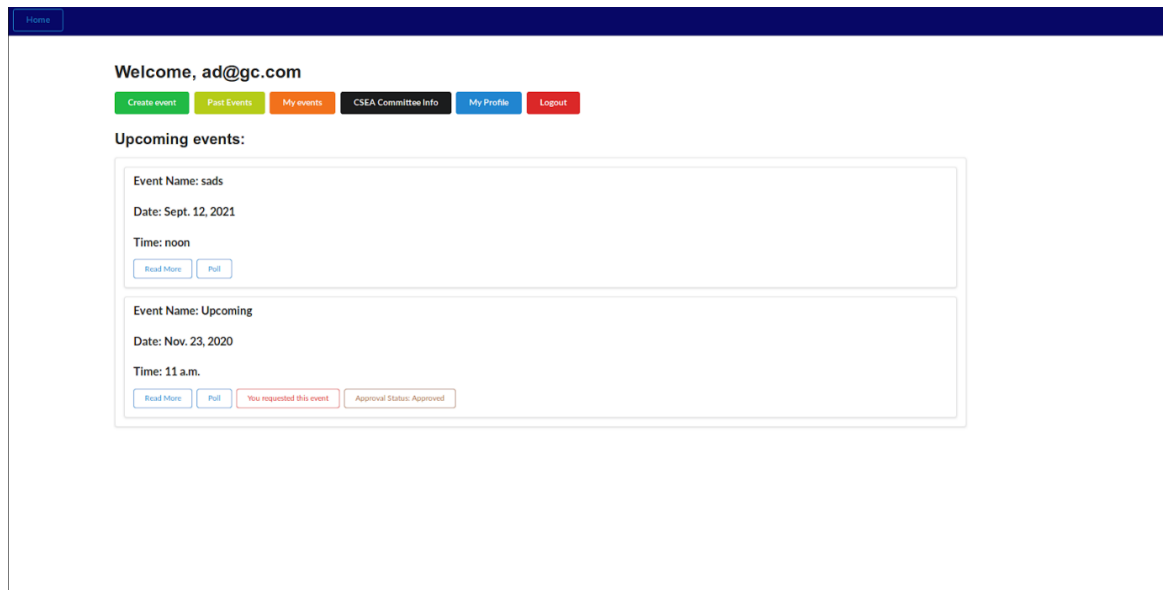 Home
Welcome, ad@gc.com
Create event Past Events My events CSEA Committee Info My Profile Logout
Upcoming events:
Event Name: sads
Date: Sept. 12, 2021
Time: noon
Read More Poll
Event Name: Upcoming
Date: Nov. 23, 2020
Time: 11 a.m.
Read More Poll You requested this event Approval Status: Approved